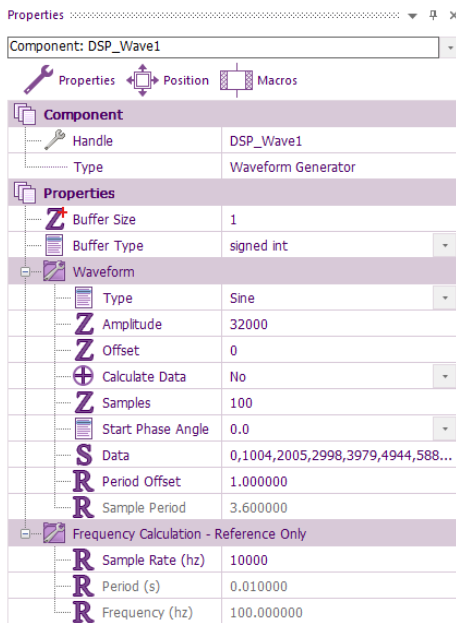 Properties
Component: DSP_Wave1
Properties Position Macros
Component
Handle DSP_Wave1
Type Waveform Generator
Properties
Buffer Size 1
Buffer Type signed int
Waveform
Type Sine
Amplitude 32000
Offset 0
Calculate Data No
Samples 100
Start Phase Angle 0.0
Data 0,1004,2005,2998,3979,4944,588...
Period Offset 1.000000
Sample Period 3.600000
Frequency Calculation - Reference Only
Sample Rate (hz) 10000
Period (s) 0.010000
Frequency (hz) 100.000000